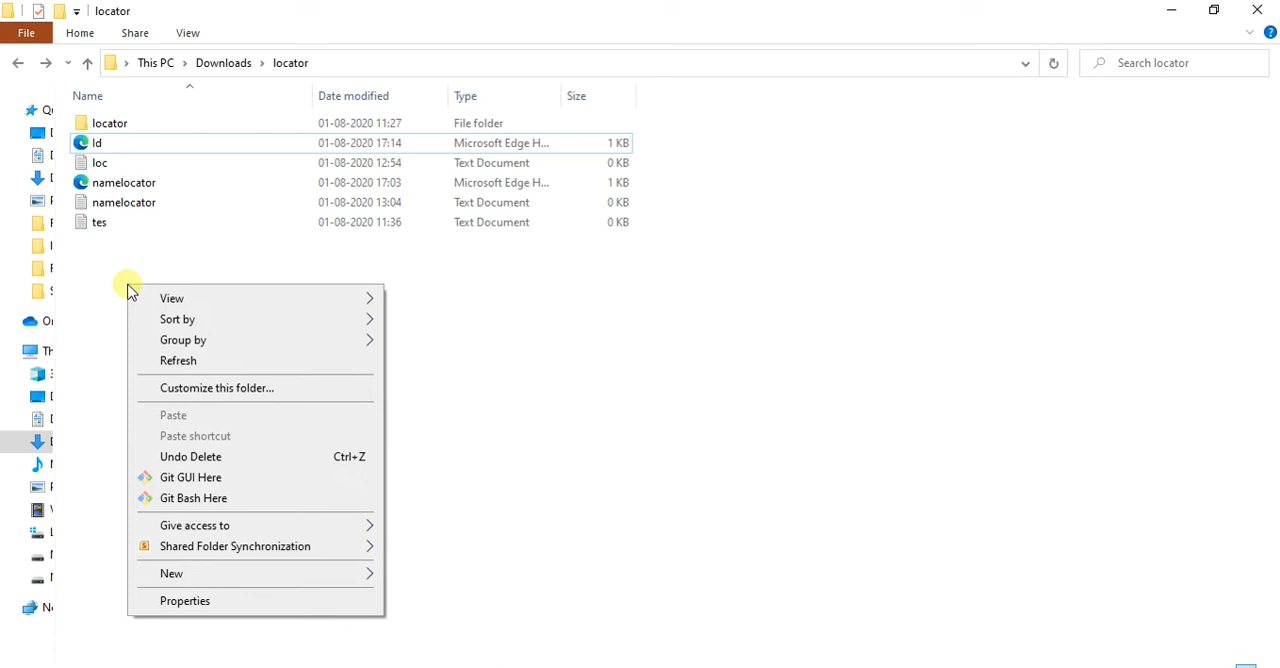 locator
File Home Share View
This PC > Downloads > locator
Search locator
Name Date modified Type Size
locator 01-08-2020 11:27 File folder
Id 01-08-2020 17:14 Microsoft Edge H... 1 KB
loc 01-08-2020 12:54 Text Document 0 KB
namelocator 01-08-2020 17:03 Microsoft Edge H... 1 KB
namelocator 01-08-2020 13:04 Text Document 0 KB
tes 01-08-2020 11:36 Text Document 0 KB
View
Sort by
Group by
Refresh
Customize this folder...
Paste
Paste shortcut
Undo Delete Ctrl+Z
Git GUI Here
Git Bash Here
Give access to
Shared Folder Synchronization
New
Properties